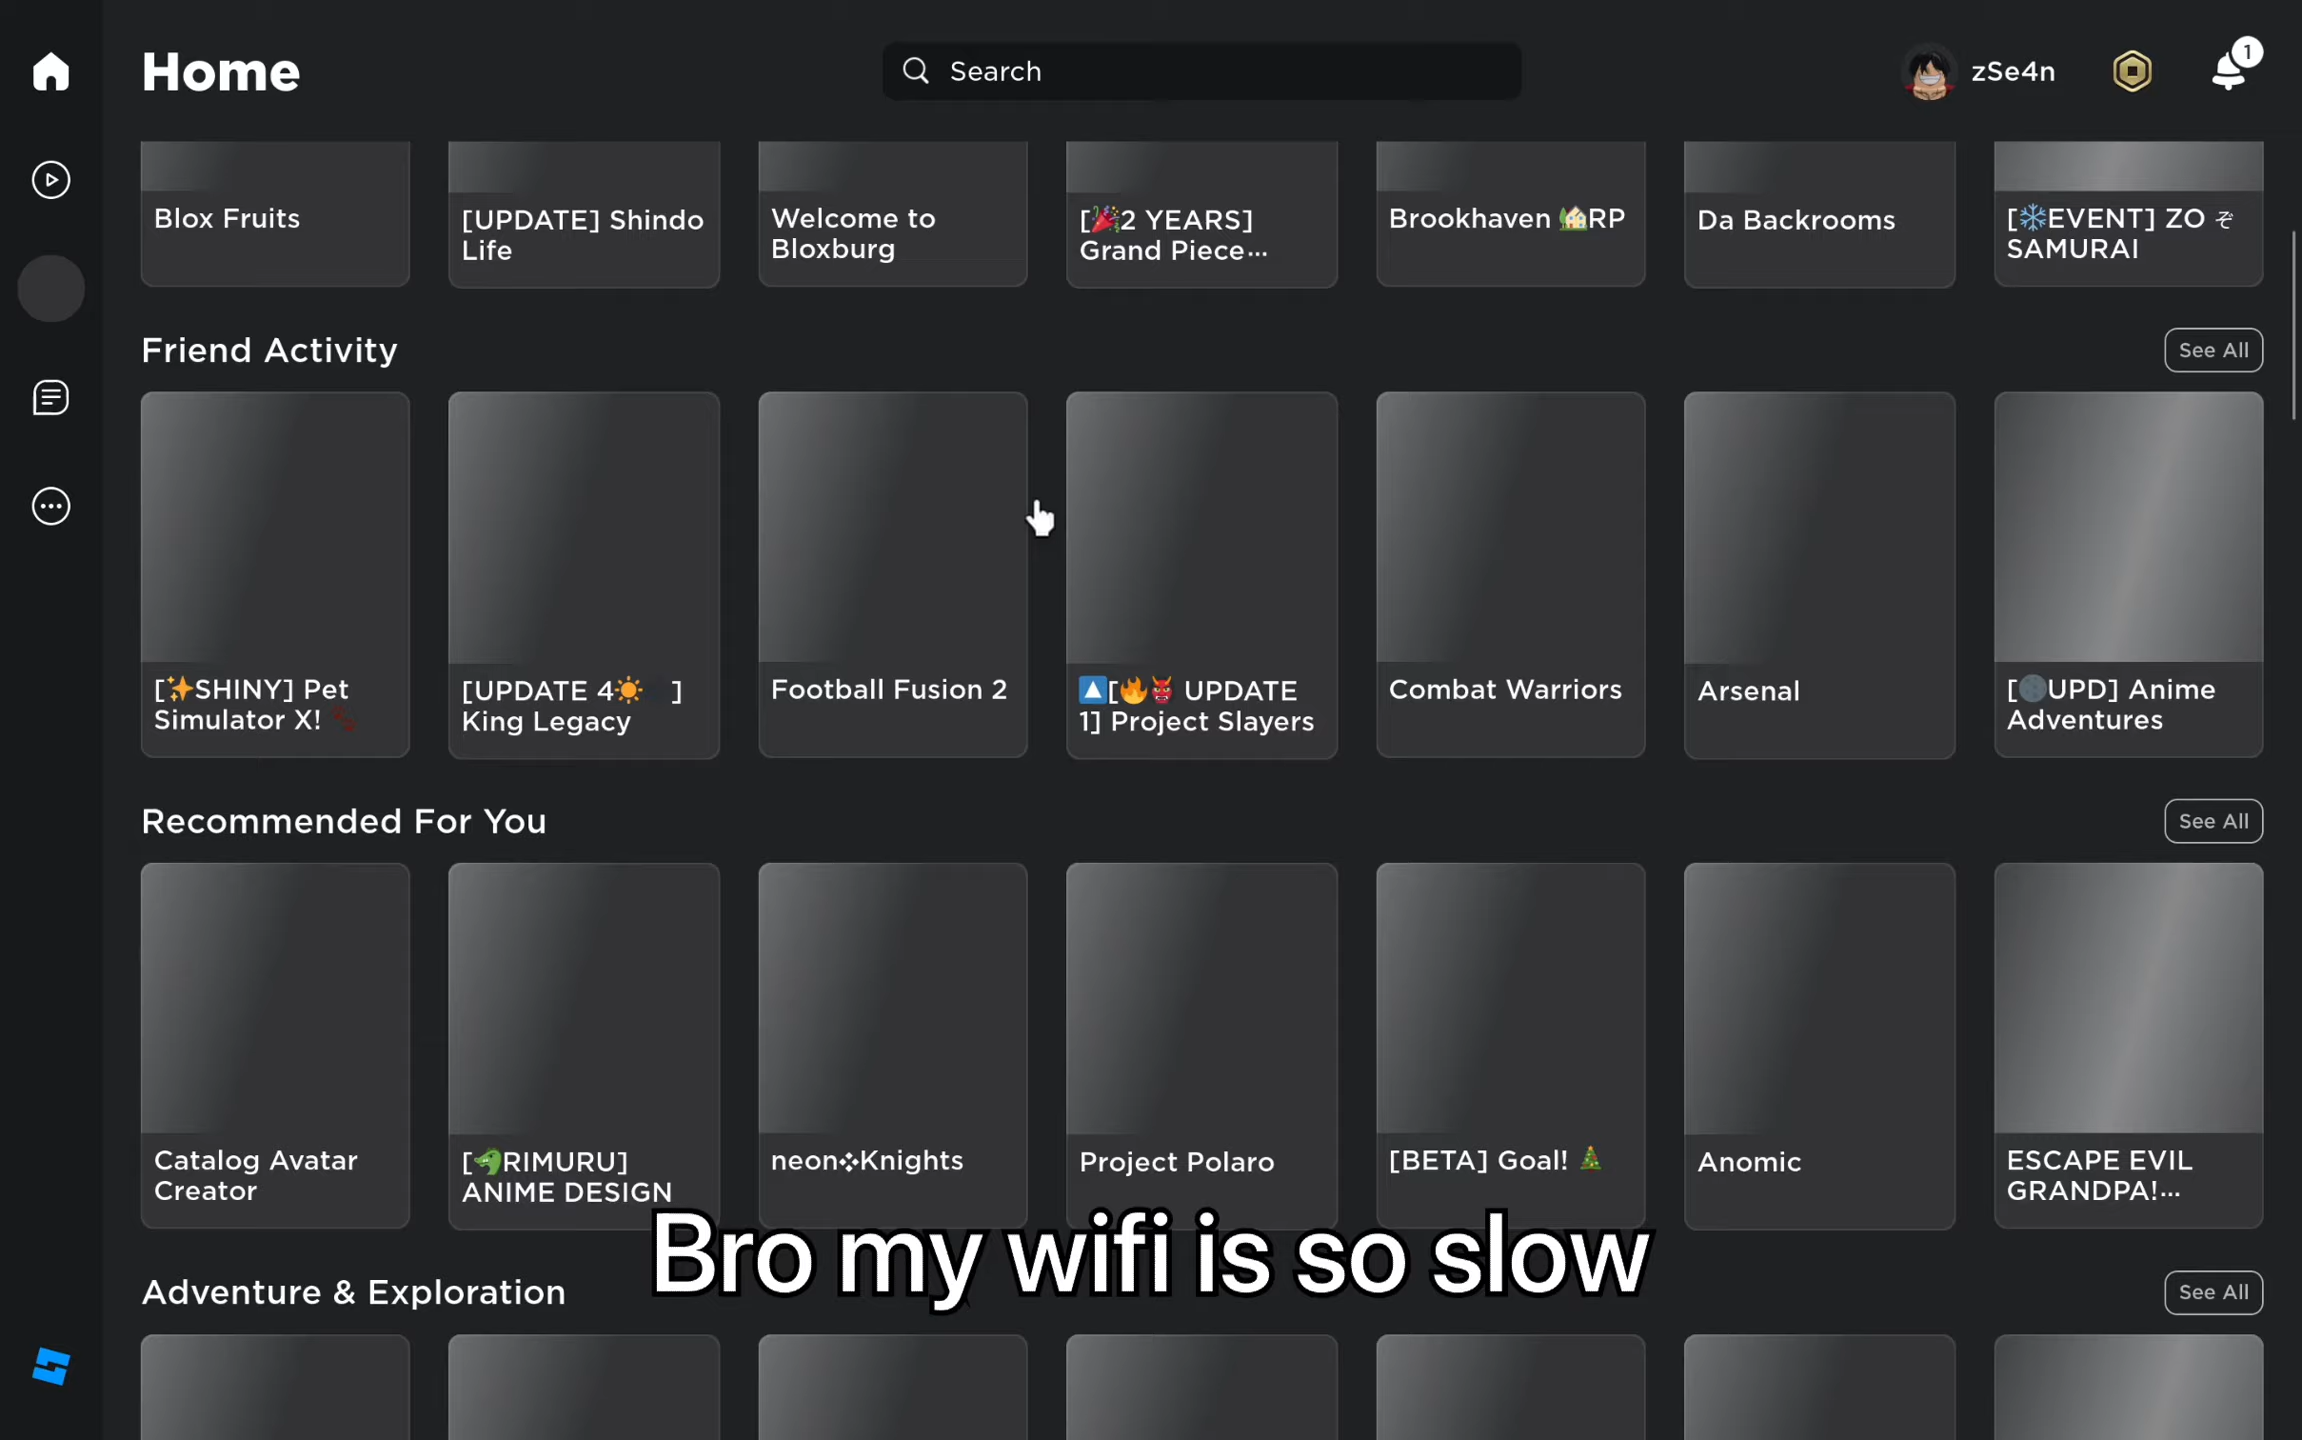 Home
Search
zSe4n
1
Blox Fruits
[UPDATE] Shindo
Life
Welcome to
Bloxburg
[🎉2 YEARS]
Grand Piece...
Brookhaven 🏡RP
Da Backrooms
[❄️EVENT] ZO ぞ
SAMURAI
Friend Activity
See All
[✨SHINY] Pet
Simulator X!
[UPDATE 4☀️ ]
King Legacy
Football Fusion 2
🔼[🔥👹 UPDATE
1] Project Slayers
Combat Warriors
Arsenal
[🌑UPD] Anime
Adventures
Recommended For You
See All
Catalog Avatar
Creator
[🐲RIMURU]
ANIME DESIGN
neon❖Knights
Project Polaro
[BETA] Goal! 🎄
Anomic
ESCAPE EVIL
GRANDPA!...
Bro my wifi is so slow
Adventure & Exploration
See All